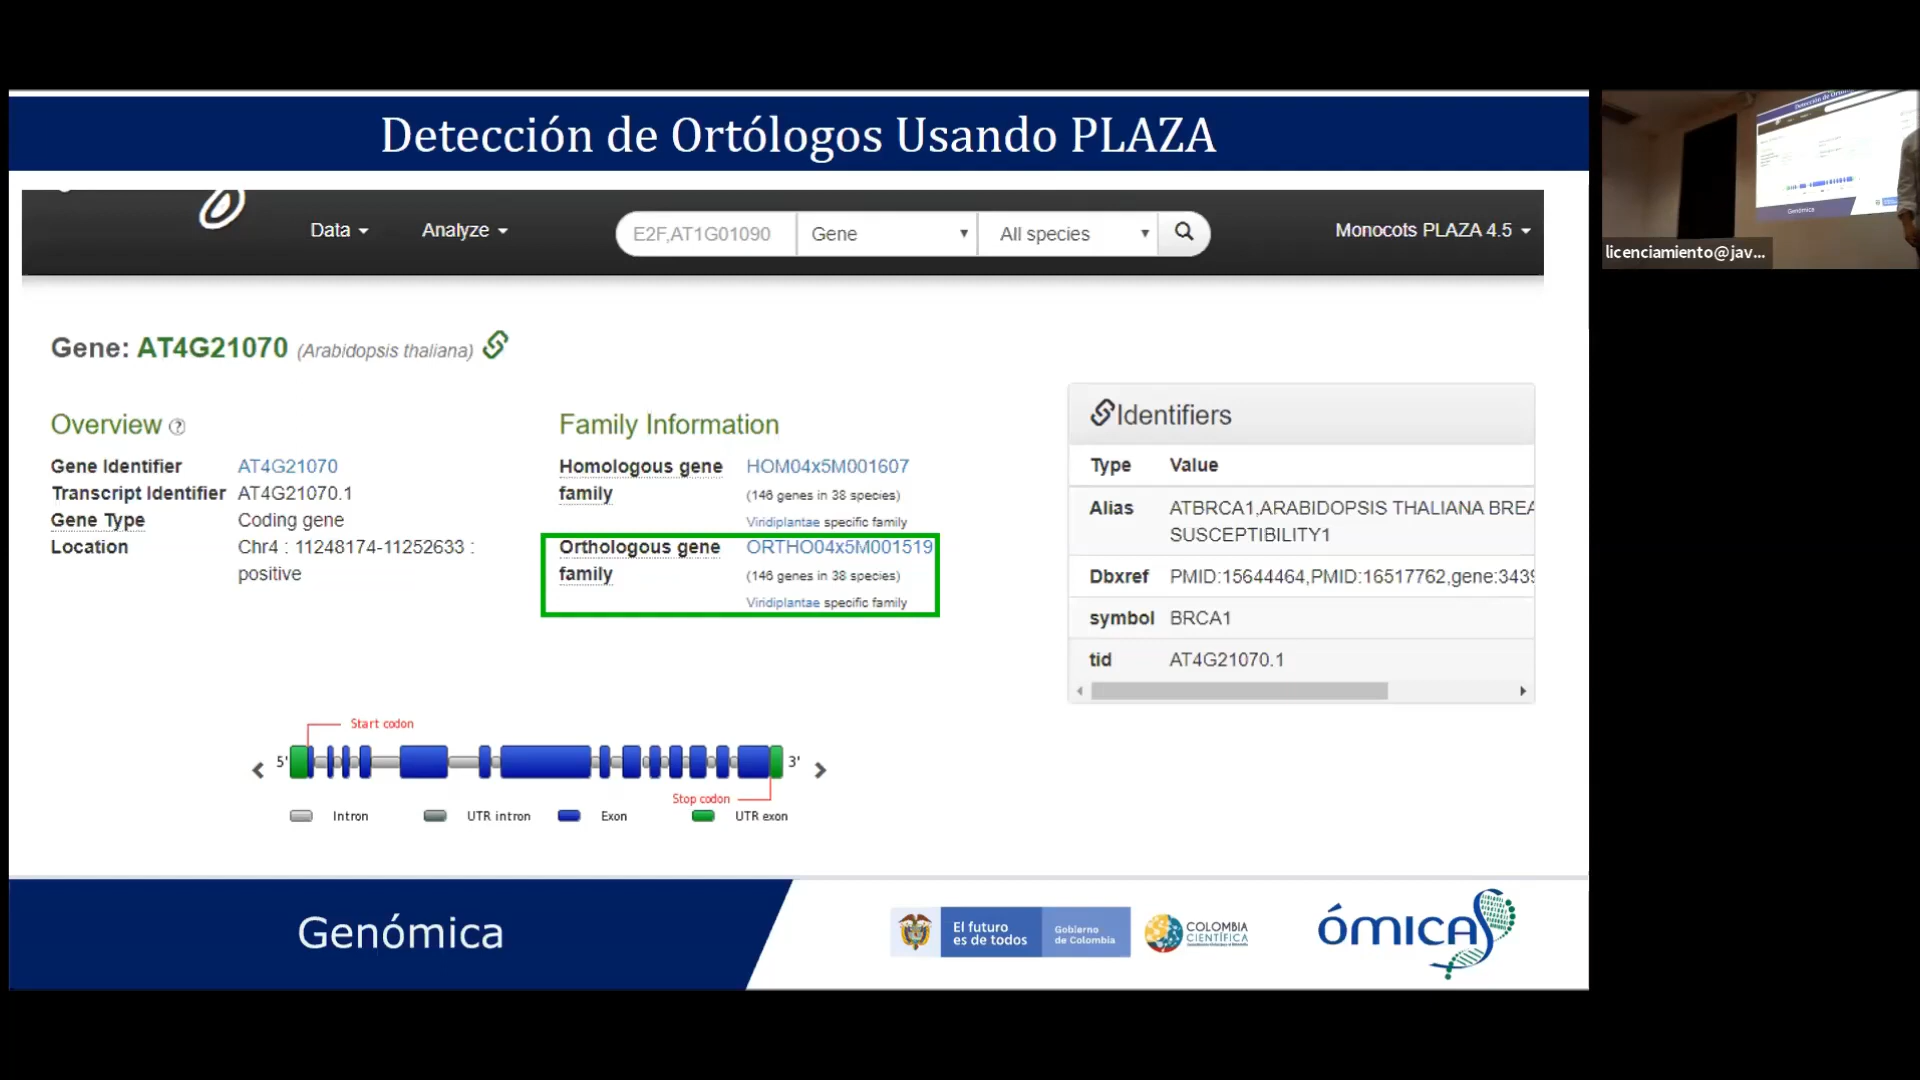 Detección de Ortólogos Usando PLAZA
Data
Analyze
E2F,AT1G01090
Gene
All species
Monocots PLAZA 4.5
Gene: AT4G21070 (Arabidopsis thaliana)
Overview
Gene Identifier AT4G21070
Transcript Identifier AT4G21070.1
Gene Type Coding gene
Location Chr4 : 11248174-11252633 :
positive
Family Information
Homologous gene HOM04x5M001607
family (146 genes in 38 species)
Viridiplantae specific family
Orthologous gene ORTHO04x5M001519
family (146 genes in 38 species)
Viridiplantae specific family
Identifiers
Type Value
Alias ATBRCA1,ARABIDOPSIS THALIANA BREA
SUSCEPTIBILITY1
Dbxref PMID:15644464,PMID:16517762,gene:3439
symbol BRCA1
tid AT4G21070.1
Start codon
5' 3'
Stop codon
Intron UTR intron Exon UTR exon
Genómica
El futuro
es de todos
Gobierno
de Colombia
COLOMBIA
CIENTÍFICA
ómicas
licenciamiento@jav...
Genómica